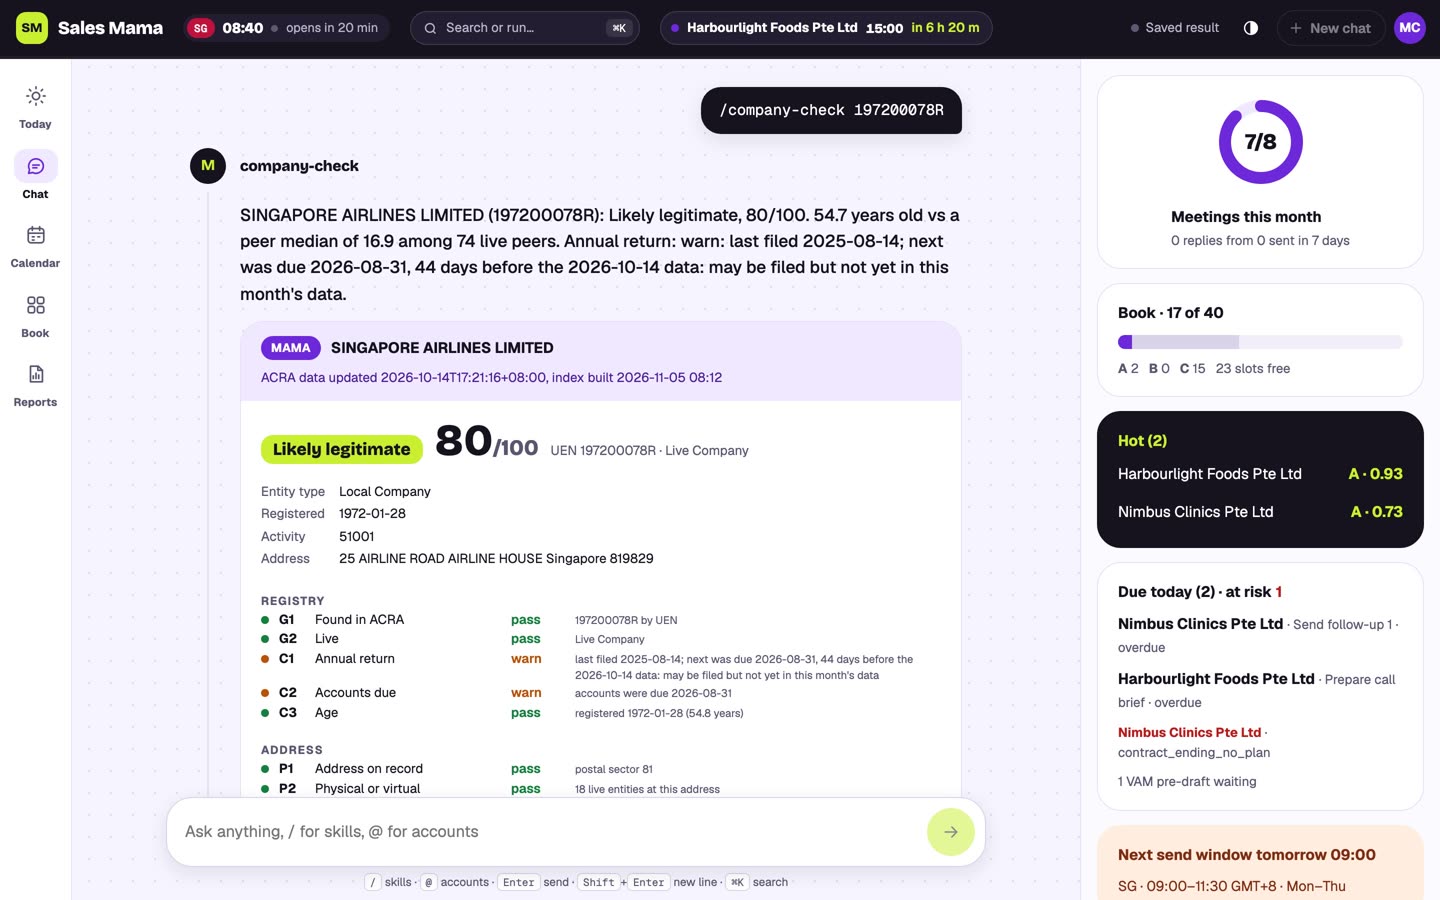 SM Sales Mama SG 08:40 opens in 20 min Search or run... ⌘K Harbourlight Foods Pte Ltd 15:00 in 6 h 20 m Saved result + New chat MC
Today
Chat
Calendar
Book
Reports
/company-check 197200078R
M company-check
SINGAPORE AIRLINES LIMITED (197200078R): Likely legitimate, 80/100. 54.7 years old vs a
peer median of 16.9 among 74 live peers. Annual return: warn: last filed 2025-08-14; next
was due 2026-08-31, 44 days before the 2026-10-14 data: may be filed but not yet in this
month's data.
MAMA SINGAPORE AIRLINES LIMITED
ACRA data updated 2026-10-14T17:21:16+08:00, index built 2026-11-05 08:12
Likely legitimate 80/100 UEN 197200078R · Live Company
Entity type Local Company
Registered 1972-01-28
Activity 51001
Address 25 AIRLINE ROAD AIRLINE HOUSE Singapore 819829
REGISTRY
G1 Found in ACRA pass 197200078R by UEN
G2 Live pass Live Company
C1 Annual return warn last filed 2025-08-14; next was due 2026-08-31, 44 days before the
2026-10-14 data: may be filed but not yet in this month's data
C2 Accounts due warn accounts were due 2026-08-31
C3 Age pass registered 1972-01-28 (54.8 years)
ADDRESS
P1 Address on record pass postal sector 81
P2 Physical or virtual pass 18 live entities at this address
Ask anything, / for skills, @ for accounts
/ skills · @ accounts · Enter send · Shift + Enter new line · ⌘K search
7/8
Meetings this month
0 replies from 0 sent in 7 days
Book · 17 of 40
A 2 B 0 C 15 23 slots free
Hot (2)
Harbourlight Foods Pte Ltd A · 0.93
Nimbus Clinics Pte Ltd A · 0.73
Due today (2) · at risk 1
Nimbus Clinics Pte Ltd · Send follow-up 1 ·
overdue
Harbourlight Foods Pte Ltd · Prepare call
brief · overdue
Nimbus Clinics Pte Ltd ·
contract_ending_no_plan
1 VAM pre-draft waiting
Next send window tomorrow 09:00
SG · 09:00–11:30 GMT+8 · Mon–Thu